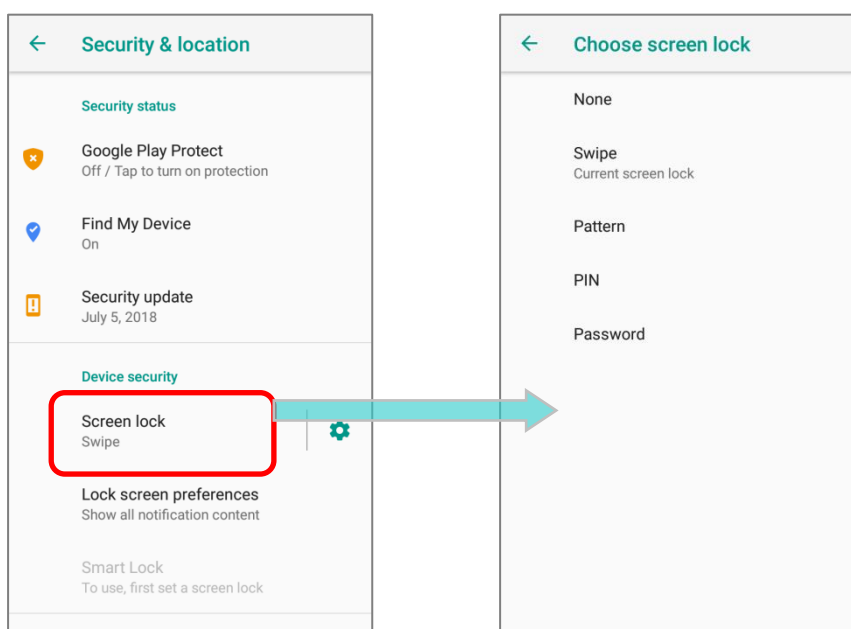 Security & location
Security status
Google Play Protect
Off / Tap to turn on protection
Find My Device
On
Security update
July 5, 2018
Device security
Screen lock
Swipe
Lock screen preferences
Show all notification content
Smart Lock
To use, first set a screen lock
Choose screen lock
None
Swipe
Current screen lock
Pattern
PIN
Password